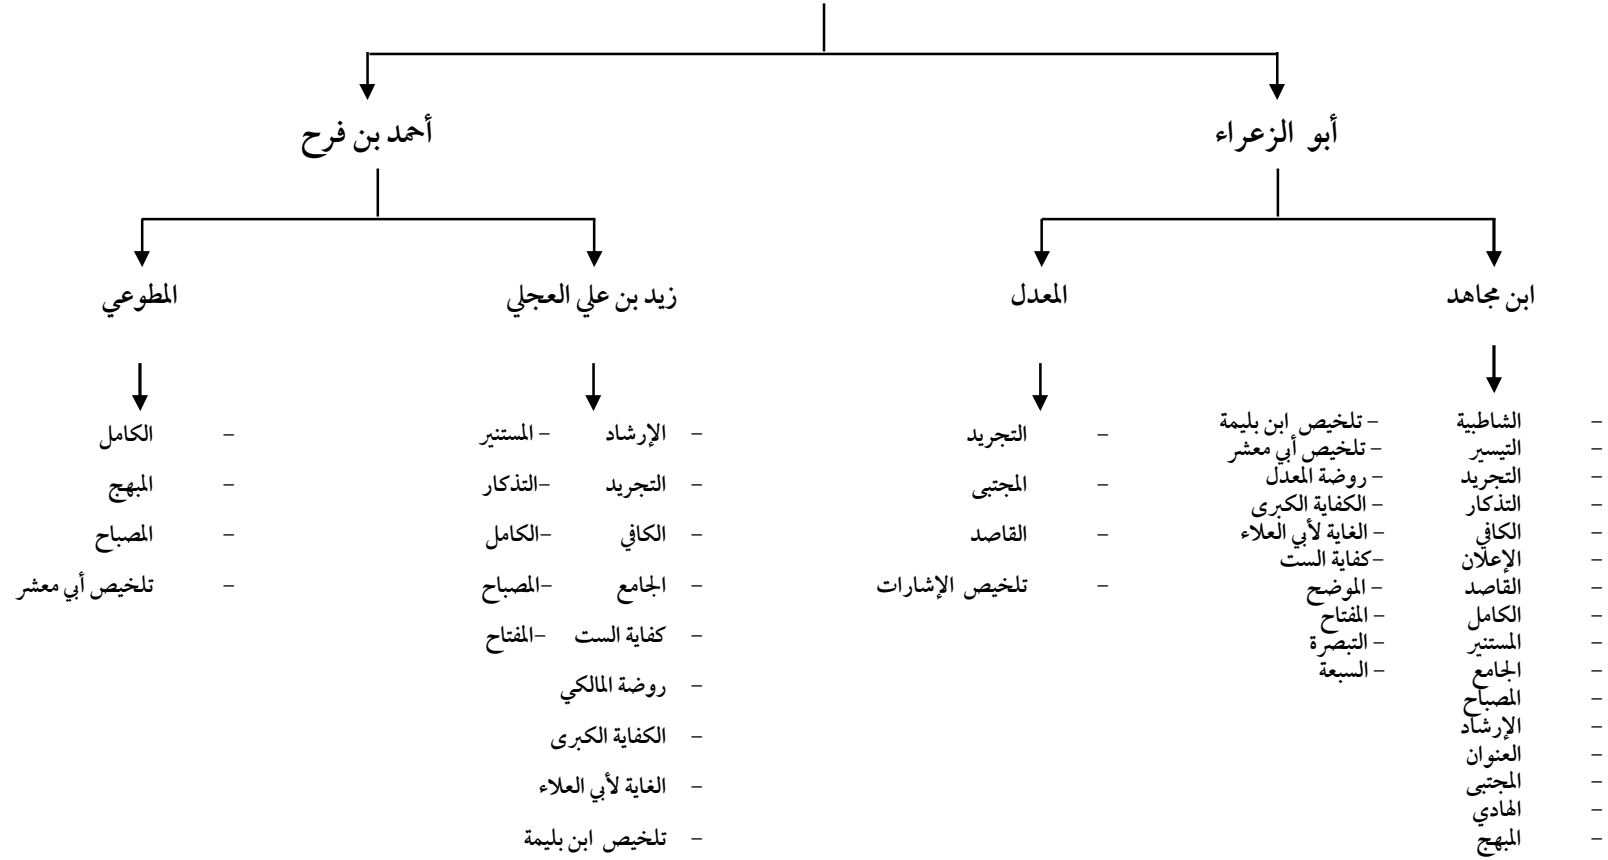 أبو الزعراء
أحمد بن فرح
ابن مجاهد
المعدل
زيد بن علي العجلي
المطوعي
- الشاطبية
- التيسير
- التجريد
- التذكار
- الكافي
- الإعلان
- القاصد
- الكامل
- المستنير
- الجامع
- المصباح
- الإرشاد
- العنوان
- المجتبى
- الهادي
- المبهج
- تلخيص ابن بليمة
- تلخيص أبي معشر
- روضة المعدل
- الكفاية الكبرى
- الغاية لأبي العلاء
-كفاية الست
- الموضح
- المفتاح
- التبصرة
- السبعة
- التجريد
- المجتبى
- القاصد
- تلخيص الإشارات
- الإرشاد - المستنير
- التجريد -التذكار
- الكافي -الكامل
- الجامع -المصباح
- كفاية الست -المفتاح
- روضة المالكي
- الكفاية الكبرى
- الغاية لأبي العلاء
- تلخيص ابن بليمة
- الكامل
- المبهج
- المصباح
- تلخيص أبي معشر